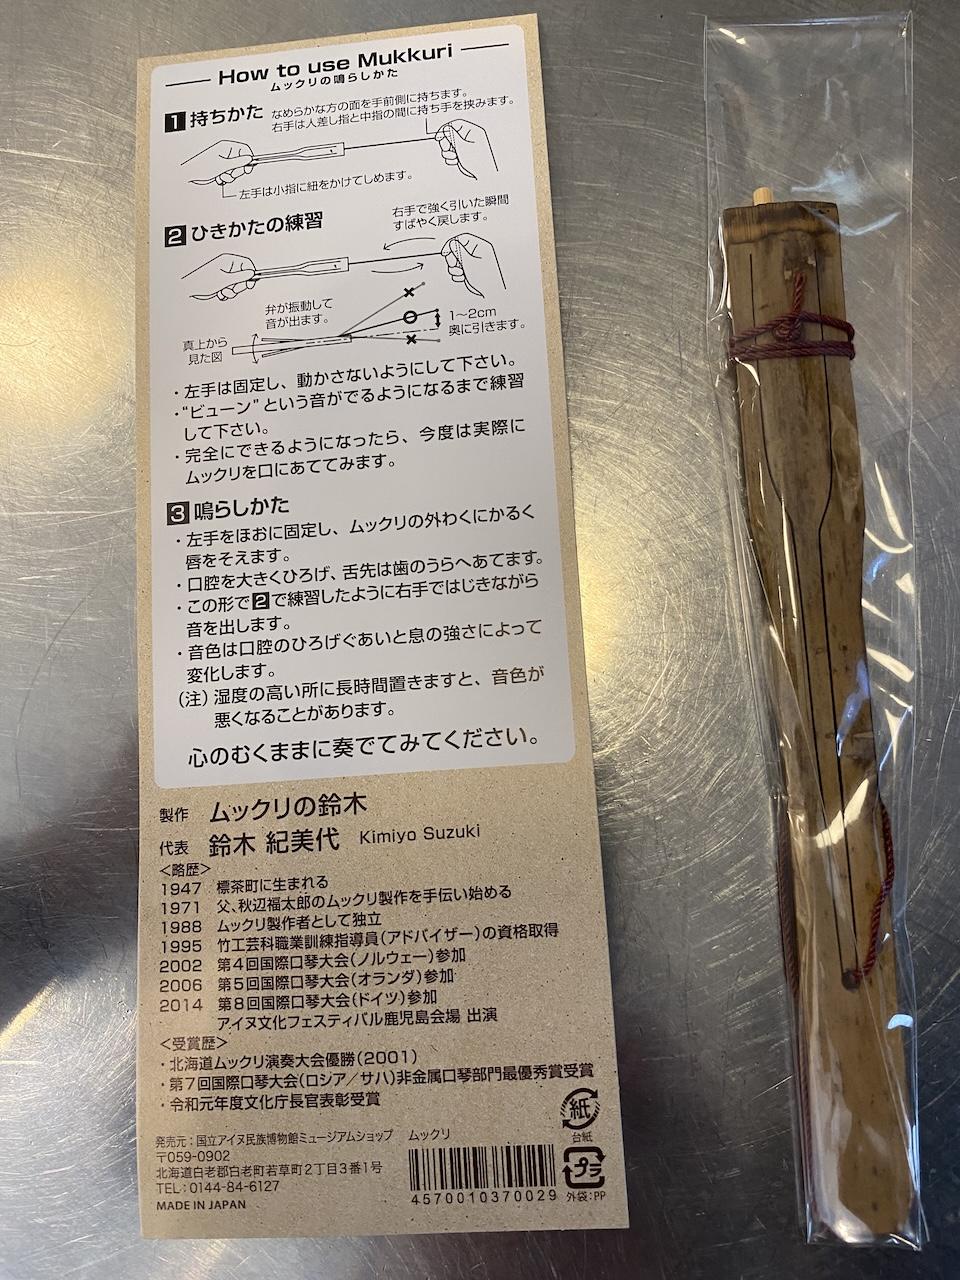 How to use Mukkuri
ムックリの鳴らしかた
1 持ちかた
なめらかな方の面を手前側に持ちます。
右手は人差し指と中指の間に持ち手を挟みます。
左手は小指に紐をかけてしめます。
2 ひきかたの練習
右手で強く引いた瞬間
すばやく戻します。
弁が振動して
音が出ます。
真上から
見た図
1〜2cm
奥に引きます。
・左手は固定し、動かさないようにして下さい。
・“ビューン”という音がでるようになるまで練習
して下さい。
・完全にできるようになったら、今度は実際に
ムックリを口にあててみます。
3 鳴らしかた
・左手をほおに固定し、ムックリの外わくにかるく
唇をそえます。
・口腔を大きくひろげ、舌先は歯のうらへあてます。
・この形で2で練習したように右手ではじきながら
音を出します。
・音色は口腔のひろげぐあいと息の強さによって
変化します。
(注)湿度の高い所に長時間置きますと、音色が
悪くなることがあります。
心のむくままに奏でてみてください。
製作 ムックリの鈴木
代表 鈴木 紀美代 Kimiyo Suzuki
<略歴>
1947 標茶町に生まれる
1971 父、秋辺福太郎のムックリ製作を手伝い始める
1988 ムックリ製作者として独立
1995 竹工芸科職業訓練指導員(アドバイザー)の資格取得
2002 第4回国際口琴大会(ノルウェー)参加
2006 第5回国際口琴大会(オランダ)参加
2014 第8回国際口琴大会(ドイツ)参加
アイヌ文化フェスティバル鹿児島会場 出演
<受賞歴>
・北海道ムックリ演奏大会優勝(2001)
・第7回国際口琴大会(ロシア/サハ)非金属口琴部門最優秀賞受賞
・令和元年度文化庁長官表彰受賞
発売元:国立アイヌ民族博物館ミュージアムショップ
〒059-0902
北海道白老郡白老町若草町2丁目3番1号
TEL:0144-84-6127
MADE IN JAPAN
ムックリ
4570010370029
紙
台紙
プラ
外袋:PP